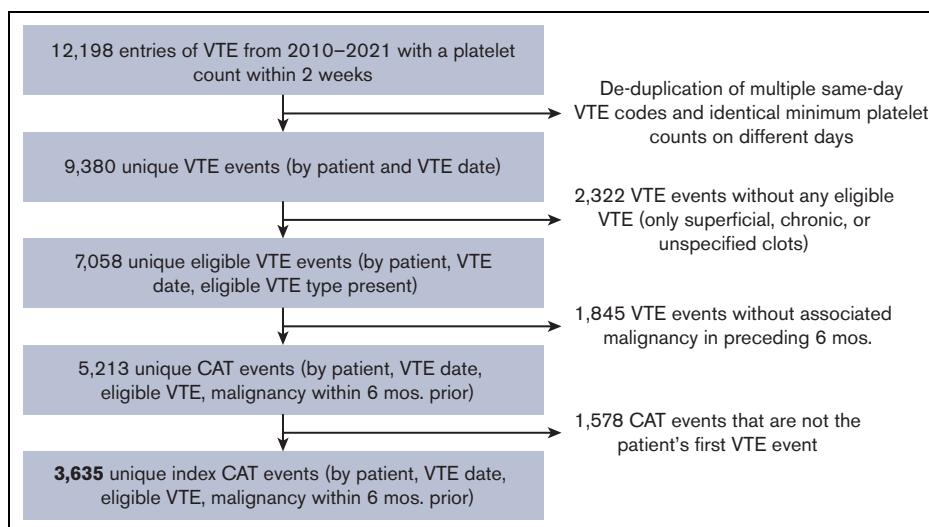 12,198 entries of VTE from 2010–2021 with a platelet
count within 2 weeks
De-duplication of multiple same-day
VTE codes and identical minimum platelet
counts on different days
9,380 unique VTE events (by patient and VTE date)
2,322 VTE events without any eligible
VTE (only superficial, chronic, or
unspecified clots)
7,058 unique eligible VTE events (by patient, VTE
date, eligible VTE type present)
1,845 VTE events without associated
malignancy in preceding 6 mos.
5,213 unique CAT events (by patient, VTE date,
eligible VTE, malignancy within 6 mos. prior)
1,578 CAT events that are not the
patient's first VTE event
3,635 unique index CAT events (by patient, VTE date,
eligible VTE, malignancy within 6 mos. prior)